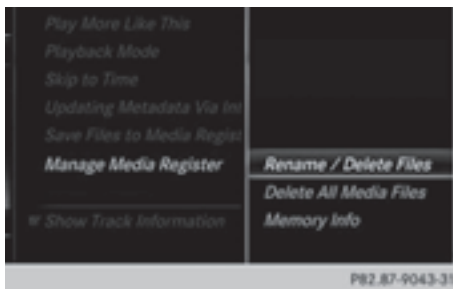 Play More Like This
Playback Mode
Skip to Time
Updating Metadata Via Int
Save Files to Media Regist
Manage Media Register
Show Track Information
Rename / Delete Files
Delete All Media Files
Memory Info
P82.87-9043-31